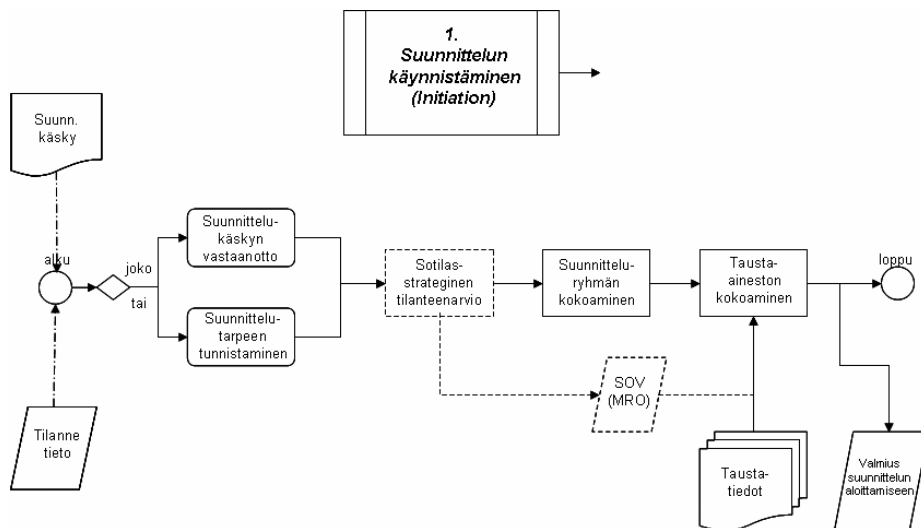 1.
Suunnittelun
käynnistäminen
(Initiation)
Suunn.
käsky
Suunnittelu-
käskyn
vastaanotto
alku
joko
tai
Sotilas-
strateginen
tilanteenarvio
Suunnittelu-
ryhmän
kokoaminen
Tausta-
aineston
kokoaminen
loppu
Suunnittelu-
tarpeen
tunnistaminen
SOV
(MRO)
Tilanne
tieto
Tausta-
tiedot
Valmius
suunnittelun
aloittamiseen